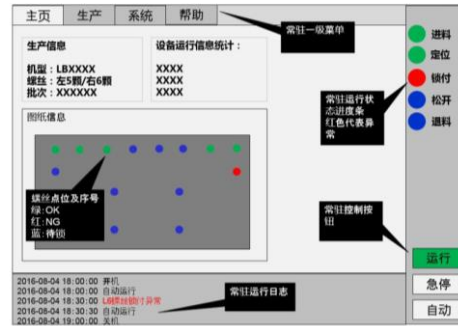 主页 生产 系统 帮助
常驻一级菜单
生产信息
机型：LBXXXX
螺丝：左5颗/右6颗
批次：XXXXXX
设备运行信息统计：
XXXX
XXXX
XXXX
进料
定位
锁付
松开
退料
常驻运行状
态进度条
红色代表异
常
图纸信息
螺丝点位及序号
绿:OK
红:NG
蓝:待锁
常驻控制按
钮
运行
急停
自动
2016-08-04 18:00:00 开机
2016-08-04 18:00:00 自动运行
2016-08-04 18:30:00 L6螺丝锁付异常
2016-08-04 18:30:30 自动运行
2016-08-04 19:00:00 关机
常驻运行日志